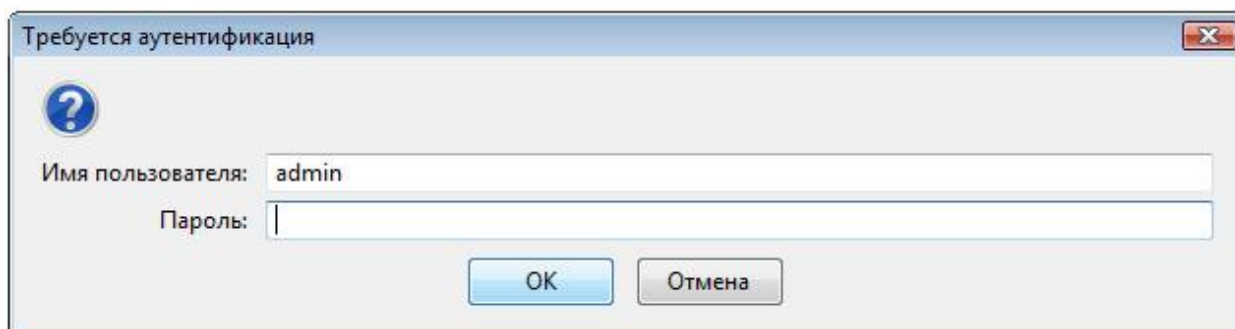 Требуется аутентификация
Имя пользователя: admin
Пароль:
OK Отмена